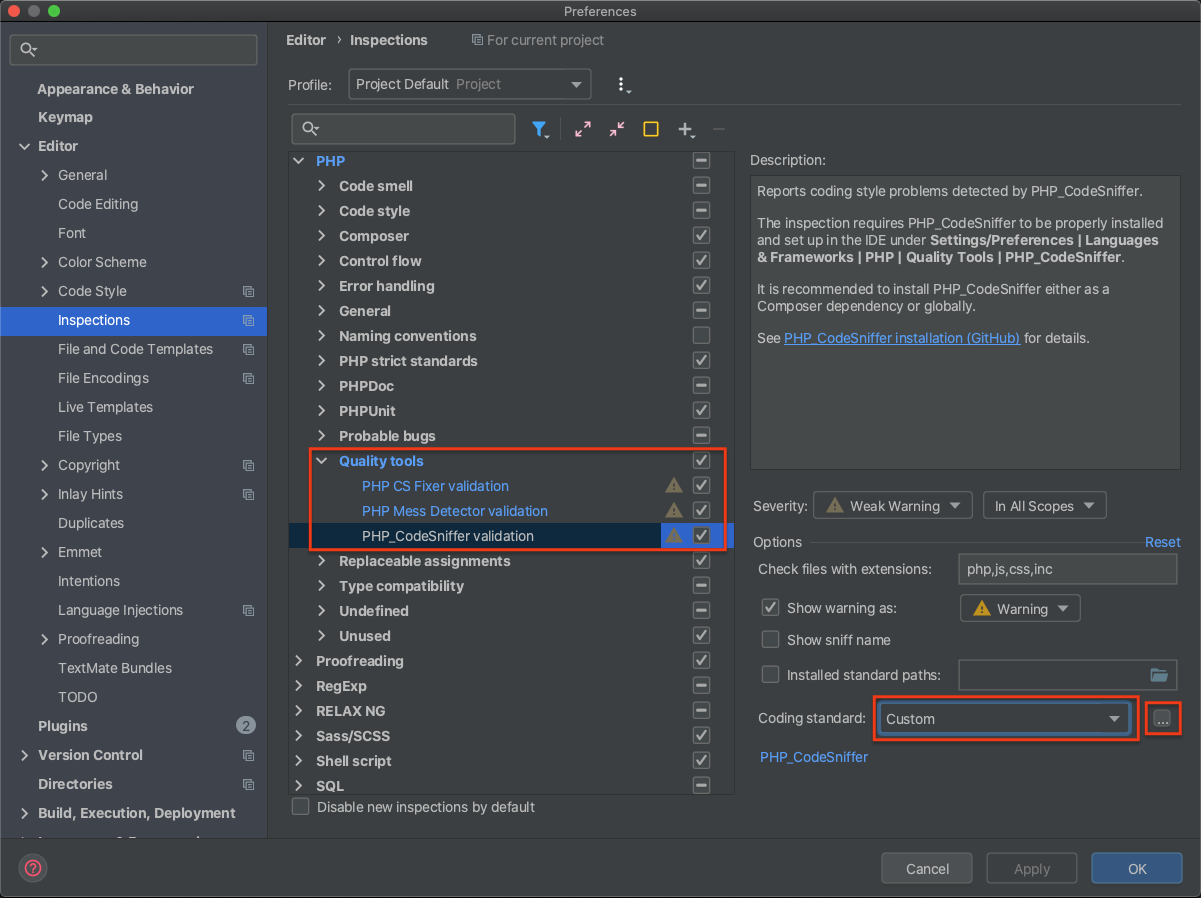 Preferences
Appearance & Behavior
Keymap
Editor
General
Code Editing
Font
Color Scheme
Code Style
Inspections
File and Code Templates
File Encodings
Live Templates
File Types
Copyright
Inlay Hints
Duplicates
Emmet
Intentions
Language Injections
Proofreading
TextMate Bundles
TODO
Plugins 2
Version Control
Directories
Build, Execution, Deployment
Editor › Inspections For current project
Profile: Project Default Project
PHP
Code smell
Code style
Composer
Control flow
Error handling
General
Naming conventions
PHP strict standards
PHPDoc
PHPUnit
Probable bugs
Quality tools
PHP CS Fixer validation
PHP Mess Detector validation
PHP_CodeSniffer validation
Replaceable assignments
Type compatibility
Undefined
Unused
Proofreading
RegExp
RELAX NG
Sass/SCSS
Shell script
SQL
Disable new inspections by default
Description:
Reports coding style problems detected by PHP_CodeSniffer.
The inspection requires PHP_CodeSniffer to be properly installed
and set up in the IDE under Settings/Preferences | Languages
& Frameworks | PHP | Quality Tools | PHP_CodeSniffer.
It is recommended to install PHP_CodeSniffer either as a
Composer dependency or globally.
See PHP_CodeSniffer installation (GitHub) for details.
Severity: Weak Warning In All Scopes
Options Reset
Check files with extensions: php,js,css,inc
Show warning as: Warning
Show sniff name
Installed standard paths:
Coding standard: Custom ...
PHP_CodeSniffer
? Cancel Apply OK